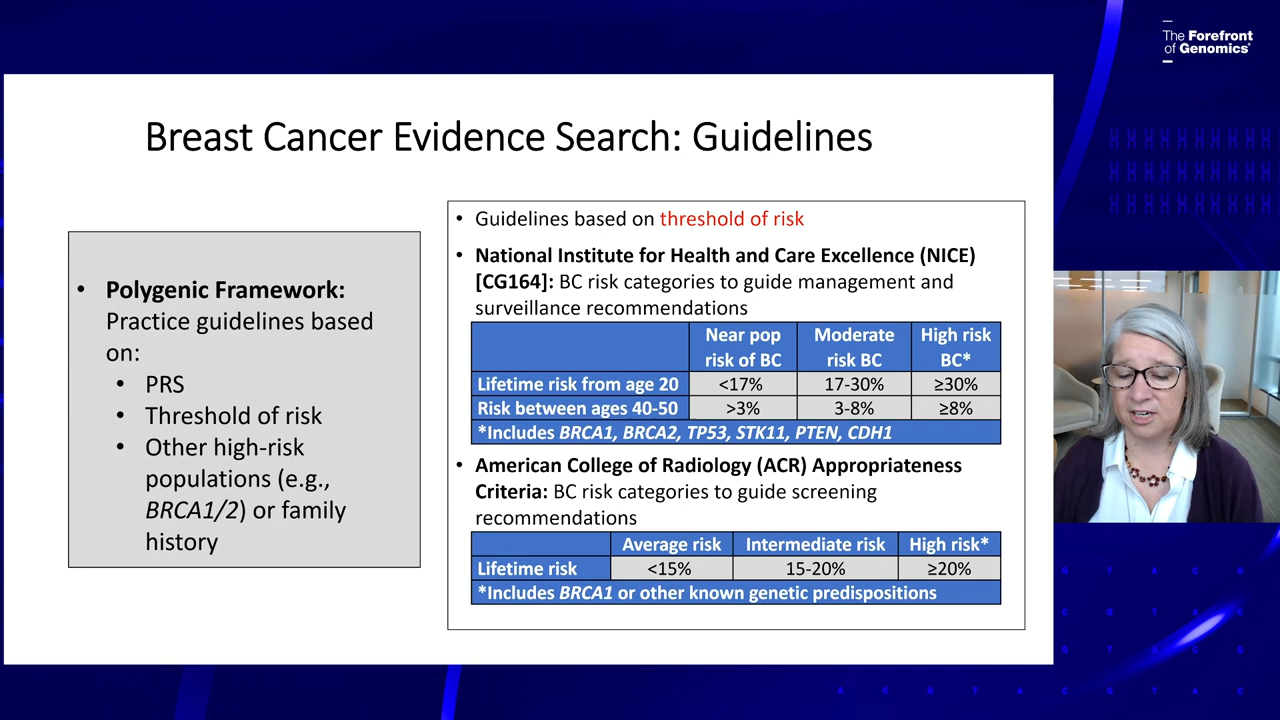 The Forefront
of Genomics®
Breast Cancer Evidence Search: Guidelines
• Polygenic Framework:
Practice guidelines based
on:
• PRS
• Threshold of risk
• Other high-risk
populations (e.g.,
BRCA1/2) or family
history
• Guidelines based on threshold of risk
• National Institute for Health and Care Excellence (NICE)
[CG164]: BC risk categories to guide management and
surveillance recommendations
Near pop risk of BC Moderate risk BC High risk BC*
Lifetime risk from age 20 <17% 17-30% ≥30%
Risk between ages 40-50 >3% 3-8% ≥8%
*Includes BRCA1, BRCA2, TP53, STK11, PTEN, CDH1
• American College of Radiology (ACR) Appropriateness
Criteria: BC risk categories to guide screening
recommendations
Average risk Intermediate risk High risk*
Lifetime risk <15% 15-20% ≥20%
*Includes BRCA1 or other known genetic predispositions